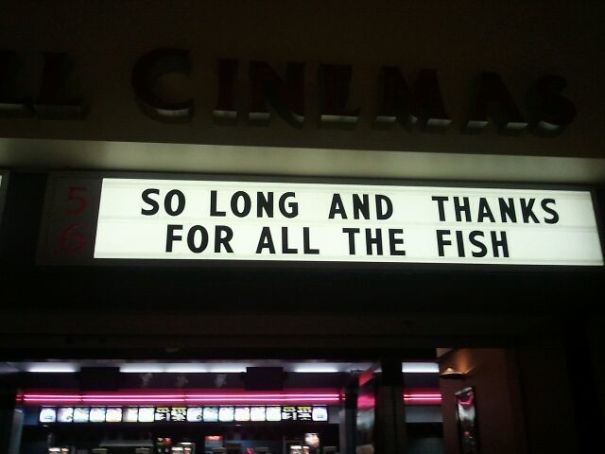 CINEMAS
5
6
SO LONG AND THANKS
FOR ALL THE FISH